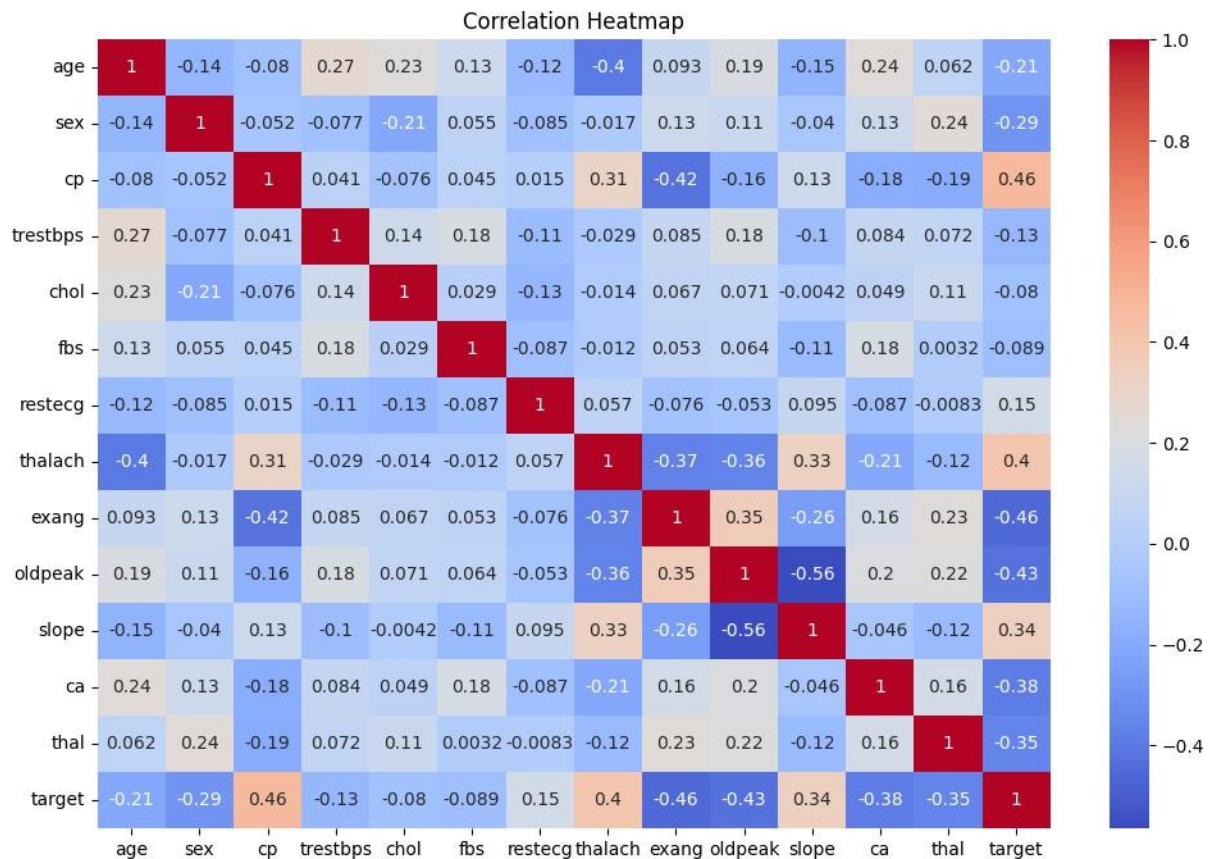 Correlation Heatmap
age 1 -0.14 -0.08 0.27 0.23 0.13 -0.12 -0.4 0.093 0.19 -0.15 0.24 0.062 -0.21
sex -0.14 1 -0.052 -0.077 -0.21 0.055 -0.085 -0.017 0.13 0.11 -0.04 0.13 0.24 -0.29
cp -0.08 -0.052 1 0.041 -0.076 0.045 0.015 0.31 -0.42 -0.16 0.13 -0.18 -0.19 0.46
trestbps 0.27 -0.077 0.041 1 0.14 0.18 -0.11 -0.029 0.085 0.18 -0.1 0.084 0.072 -0.13
chol 0.23 -0.21 -0.076 0.14 1 0.029 -0.13 -0.014 0.067 0.071 -0.0042 0.049 0.11 -0.08
fbs 0.13 0.055 0.045 0.18 0.029 1 -0.087 -0.012 0.053 0.064 -0.11 0.18 0.0032 -0.089
restecg -0.12 -0.085 0.015 -0.11 -0.13 -0.087 1 0.057 -0.076 -0.053 0.095 -0.087 -0.0083 0.15
thalach -0.4 -0.017 0.31 -0.029 -0.014 -0.012 0.057 1 -0.37 -0.36 0.33 -0.21 -0.12 0.4
exang 0.093 0.13 -0.42 0.085 0.067 0.053 -0.076 -0.37 1 0.35 -0.26 0.16 0.23 -0.46
oldpeak 0.19 0.11 -0.16 0.18 0.071 0.064 -0.053 -0.36 0.35 1 -0.56 0.2 0.22 -0.43
slope -0.15 -0.04 0.13 -0.1 -0.0042 -0.11 0.095 0.33 -0.26 -0.56 1 -0.046 -0.12 0.34
ca 0.24 0.13 -0.18 0.084 0.049 0.18 -0.087 -0.21 0.16 0.2 -0.046 1 0.16 -0.38
thal 0.062 0.24 -0.19 0.072 0.11 0.0032 -0.0083 -0.12 0.23 0.22 -0.12 0.16 1 -0.35
target -0.21 -0.29 0.46 -0.13 -0.08 -0.089 0.15 0.4 -0.46 -0.43 0.34 -0.38 -0.35 1
age sex cp trestbps chol fbs restecg thalach exang oldpeak slope ca thal target
1.0
0.8
0.6
0.4
0.2
0.0
−0.2
−0.4